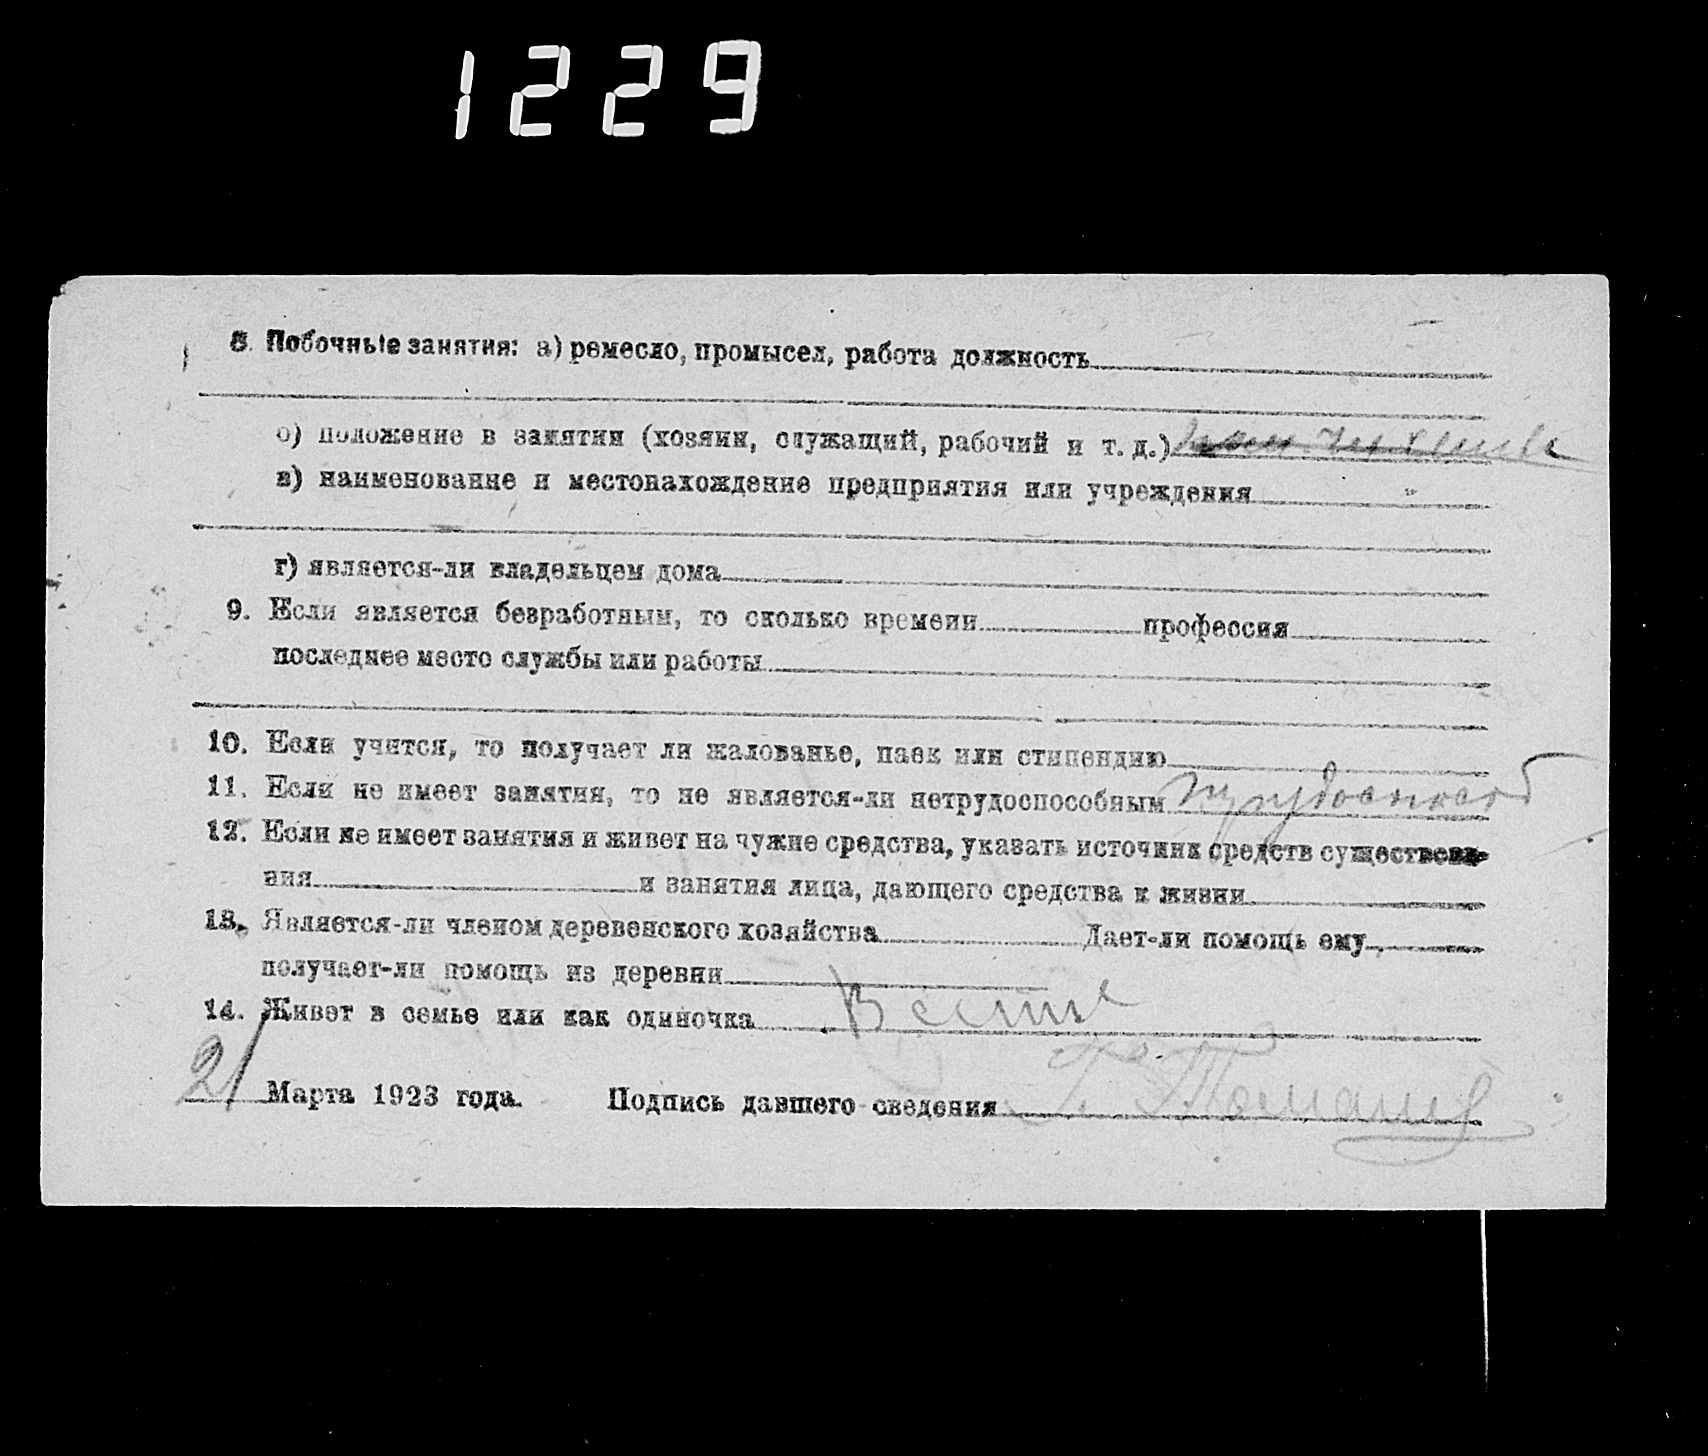 1229
8. Побочные занятия: а) ремесло, промысел, работа должность
б) положение в занятии (хозяин, служащий, рабочий и т. д.)
в) наименование и местонахождение предприятия или учреждения
г) является-ли владельцем дома
9. Если является безработным, то сколько времени профессия
последнее место службы или работы
10. Если учится, то получает ли жалованье, паек или стипендию
11. Если не имеет занятия, то не является-ли нетрудоспособным
12. Если не имеет занятия и живет на чужие средства, указать источник средств существова-
ния и занятия лица, дающего средства к жизни
13. Является-ли членом деревенского хозяйства Дает-ли помощь ему
получает-ли помощь из деревни
14. Живет в семье или как одиночка В семье
21 Марта 1923 года. Подпись давшего сведения